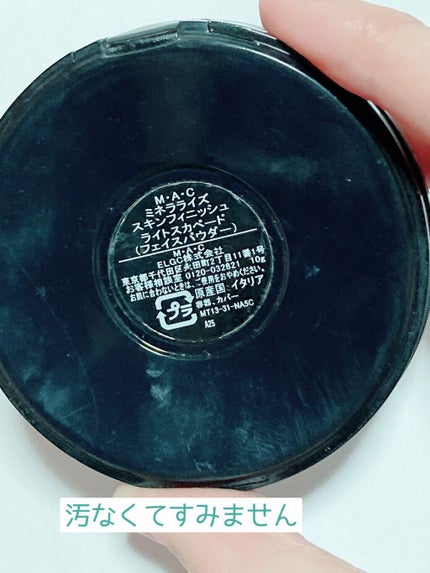 M・A・C
ミネラライズ
スキンフィニッシュ
ライトスカペード
(フェイスパウダー)
M・A・C
ELGC株式会社
東京都千代田区永田町2丁目11番1号
お客様相談室 0120-032821 10g
お肌に合わないときは、ご使用をおやめください。
プラ
原産国 イタリア
容器、カバー
MT13-31-NA5C
A25
汚なくてすみません